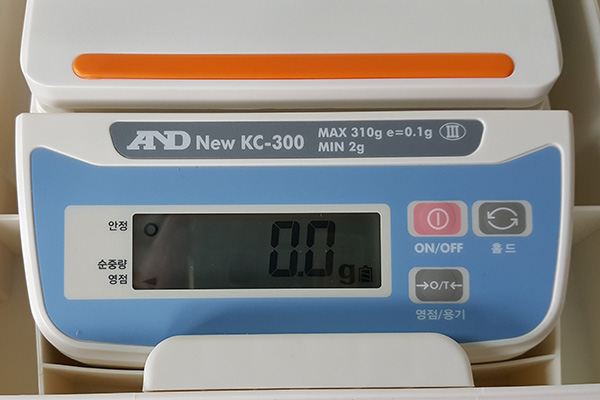 AND New KC-300 MAX 310g e=0.1g III
MIN 2g
안정
순중량
영점
0.0 g
ON/OFF
홀드
→O/T←
영점/용기